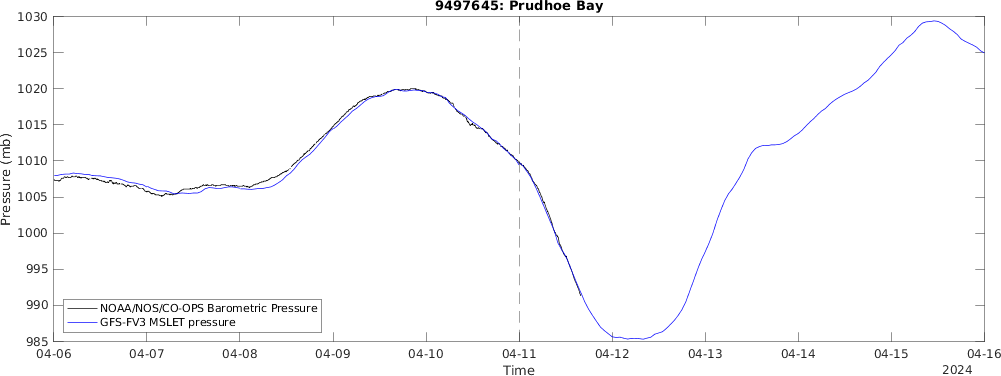 9497645: Prudhoe Bay
Pressure (mb)
1030
1025
1020
1015
1010
1005
1000
995
990
985
NOAA/NOS/CO-OPS Barometric Pressure
GFS-FV3 MSLET pressure
04-06 04-07 04-08 04-09 04-10 04-11 04-12 04-13 04-14 04-15 04-16
Time
2024